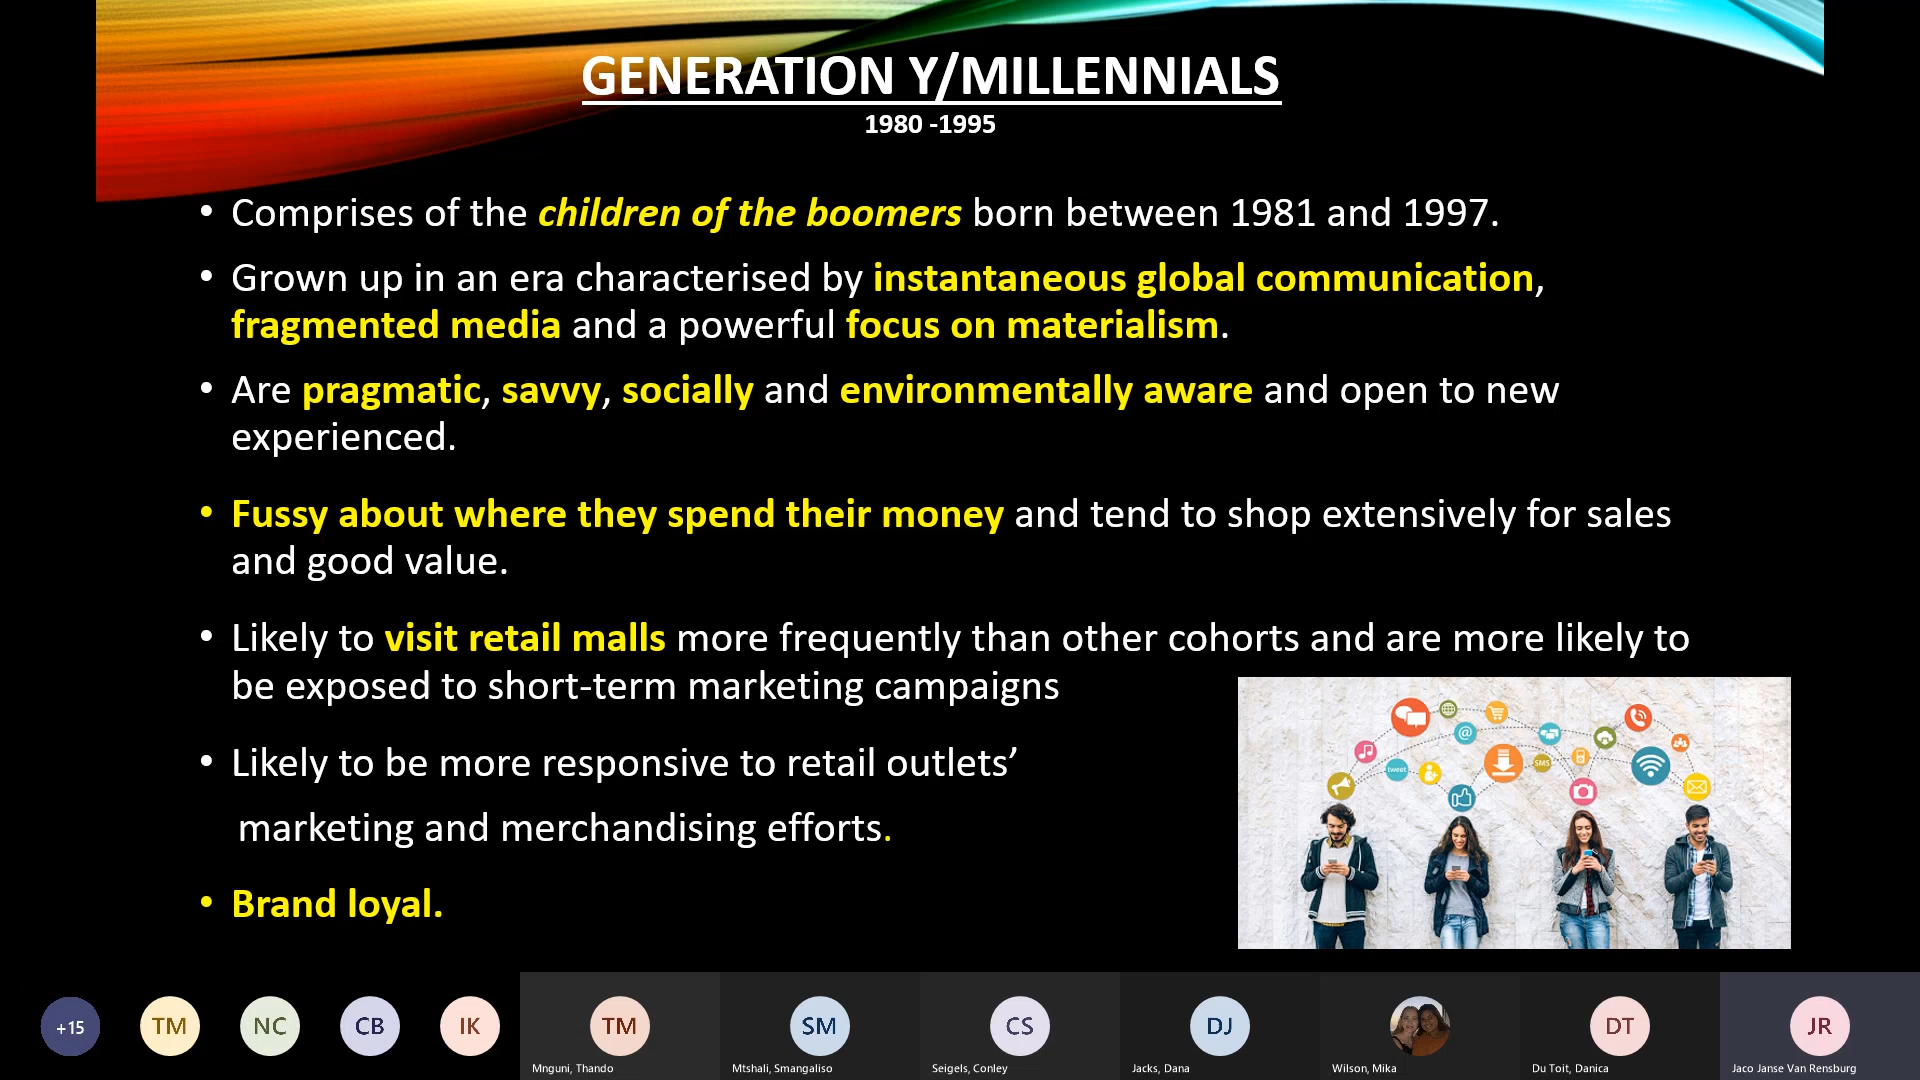 GENERATION Y/MILLENNIALS
1980 -1995
• Comprises of the children of the boomers born between 1981 and 1997.
• Grown up in an era characterised by instantaneous global communication,
fragmented media and a powerful focus on materialism.
• Are pragmatic, savvy, socially and environmentally aware and open to new
experienced.
• Fussy about where they spend their money and tend to shop extensively for sales
and good value.
• Likely to visit retail malls more frequently than other cohorts and are more likely to
be exposed to short-term marketing campaigns
• Likely to be more responsive to retail outlets’
marketing and merchandising efforts.
• Brand loyal.
@
tweet
SMS
+15
TM
NC
CB
IK
TM
SM
CS
DJ
DT
JR
Mnguni, Thando
Mtshali, Smangaliso
Seigels, Conley
Jacks, Dana
Wilson, Mika
Du Toit, Danica
Jaco Janse Van Rensburg